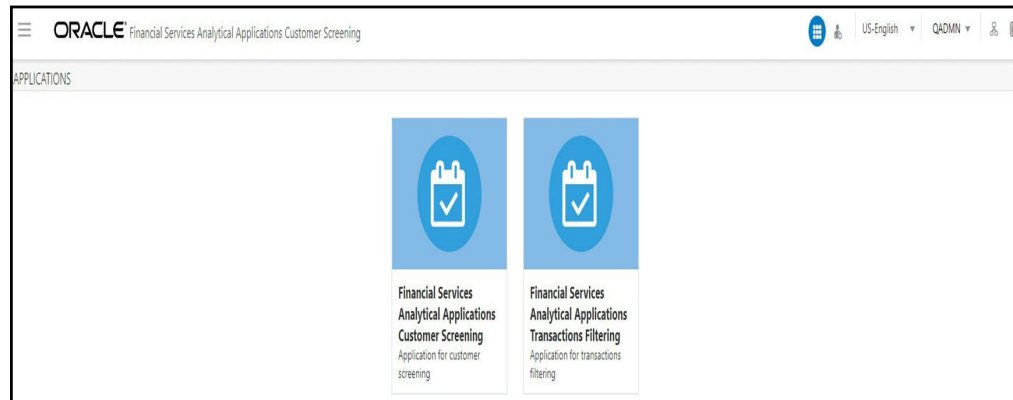 ORACLE Financial Services Analytical Applications Customer Screening
US-English
QADMN
APPLICATIONS
Financial Services
Analytical Applications
Customer Screening
Application for customer
screening
Financial Services
Analytical Applications
Transactions Filtering
Application for transactions
filtering